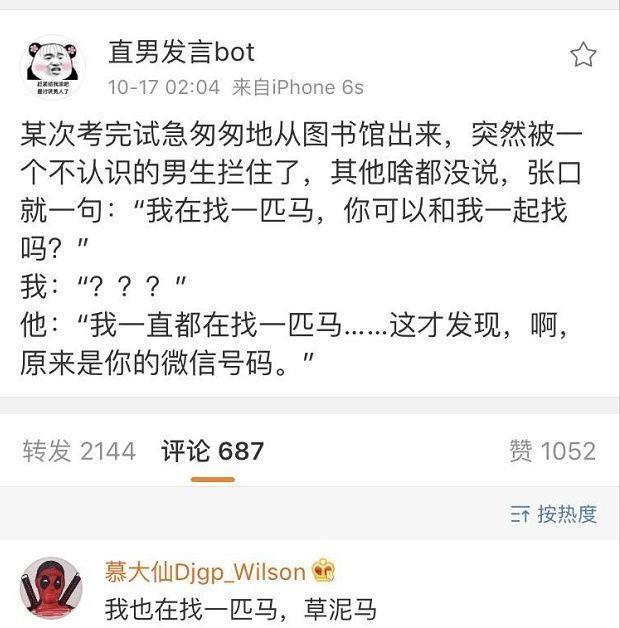 直男发言bot
10-17 02:04 来自iPhone 6s
某次考完试急匆匆地从图书馆出来，突然被一
个不认识的男生拦住了，其他啥都没说，张口
就一句：“我在找一匹马，你可以和我一起找
吗？”
我：“？？？”
他：“我一直都在找一匹马......这才发现，啊，
原来是你的微信号码。”
转发 2144 评论 687 赞 1052
按热度
慕大仙Djgp_Wilson
我也在找一匹马，草泥马